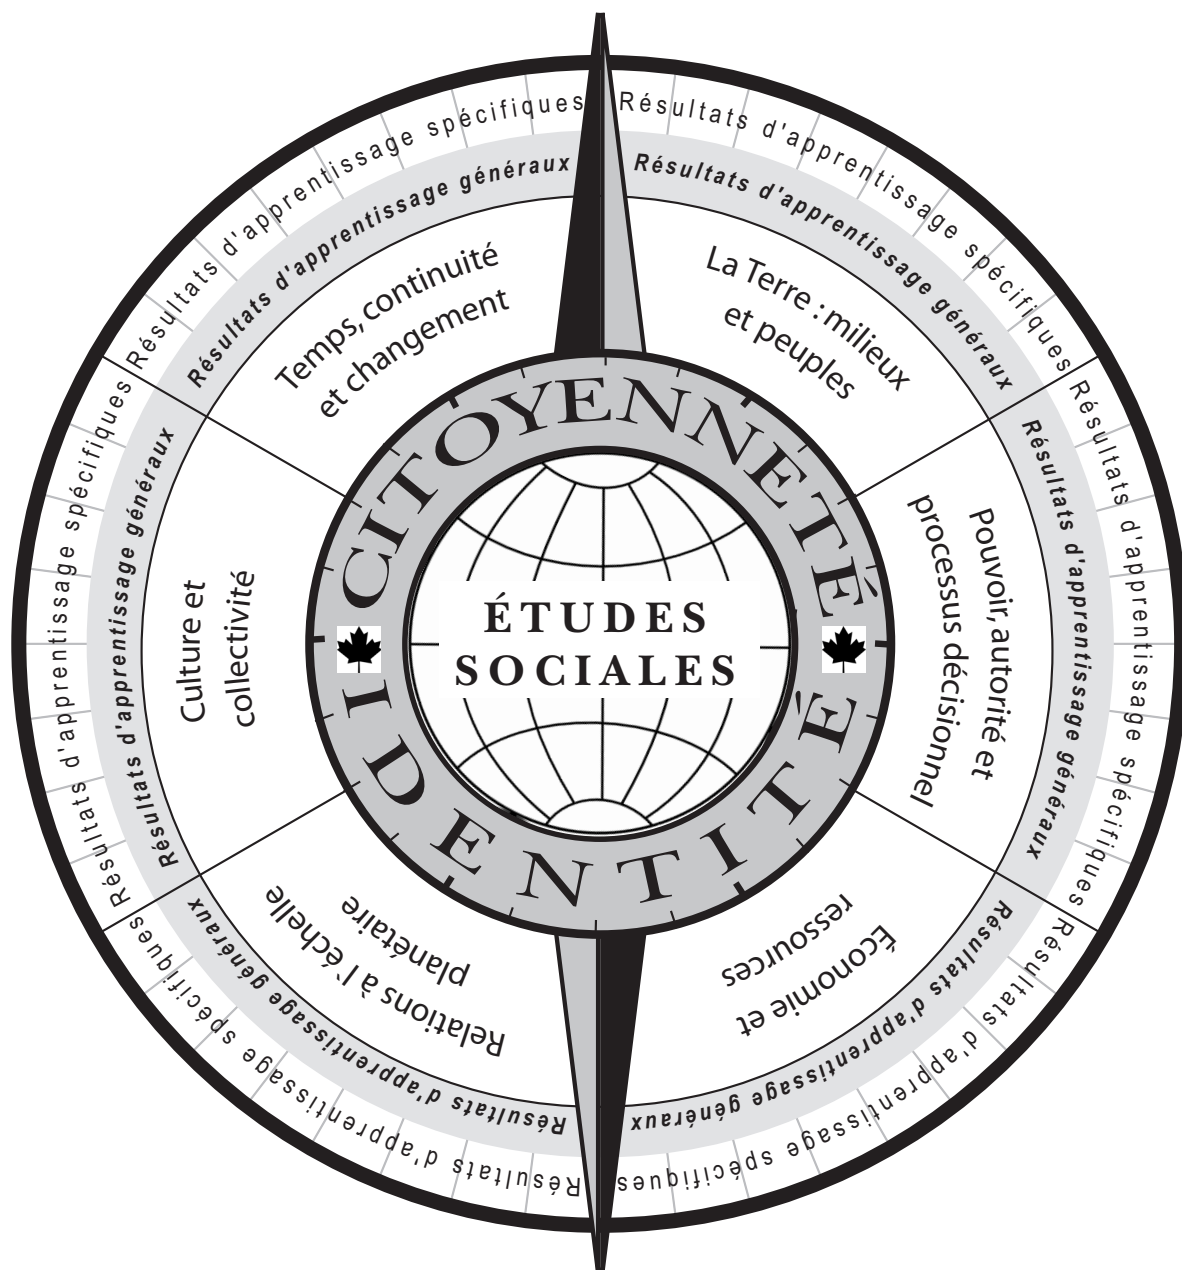 Résultats d'apprentissage spécifiques
Résultats d'apprentissage généraux
Temps, continuité
et changement
Résultats d'apprentissage spécifiques
Résultats d'apprentissage généraux
La Terre : milieux
et peuples
Résultats d'apprentissage spécifiques
Résultats d'apprentissage généraux
Pouvoir, autorité et
processus décisionnel
Résultats d'apprentissage spécifiques
Résultats d'apprentissage généraux
Économie et
ressources
Résultats d'apprentissage spécifiques
Résultats d'apprentissage généraux
Relations à l'échelle
planétaire
Résultats d'apprentissage spécifiques
Résultats d'apprentissage généraux
Culture et
collectivité
CITOYENNETÉ
IDENTITÉ
ÉTUDES
SOCIALES